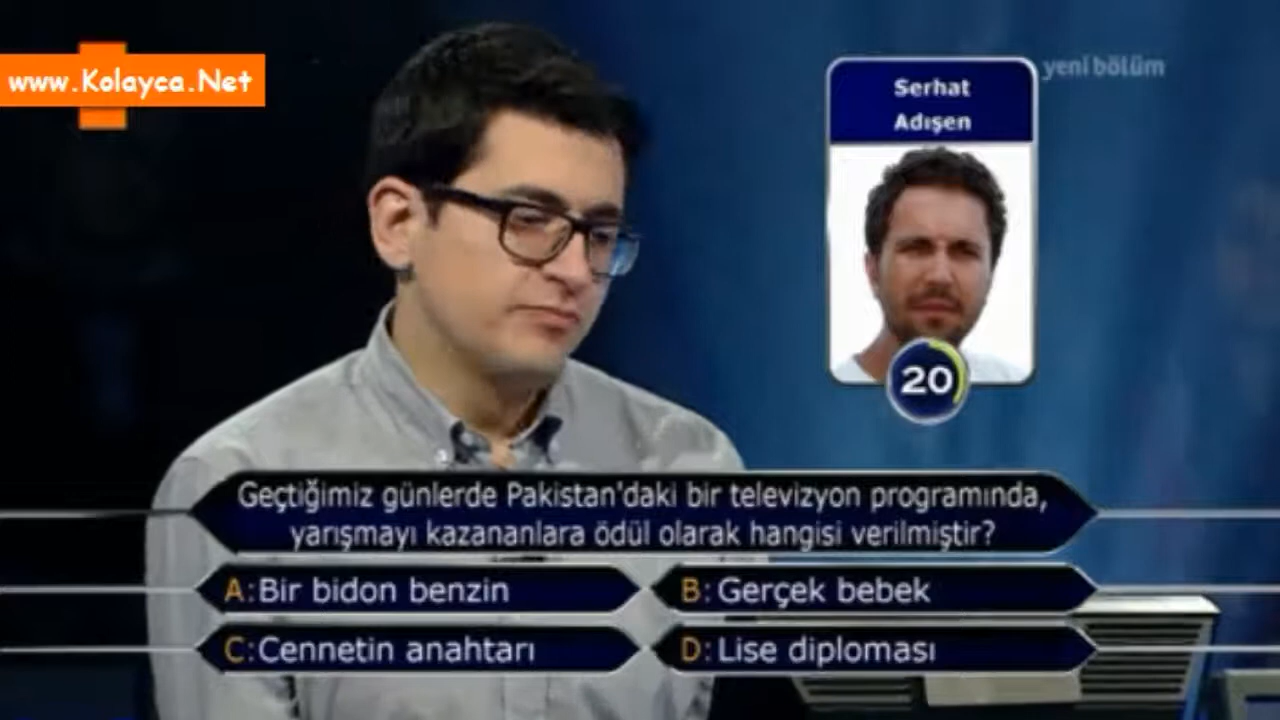 www.Kolayca.Net
yeni bölüm
Serhat
Adışen
20
Geçtiğimiz günlerde Pakistan'daki bir televizyon programında,
yarışmayı kazananlara ödül olarak hangisi verilmiştir?
A:Bir bidon benzin
B:Gerçek bebek
C:Cennetin anahtarı
D:Lise diploması